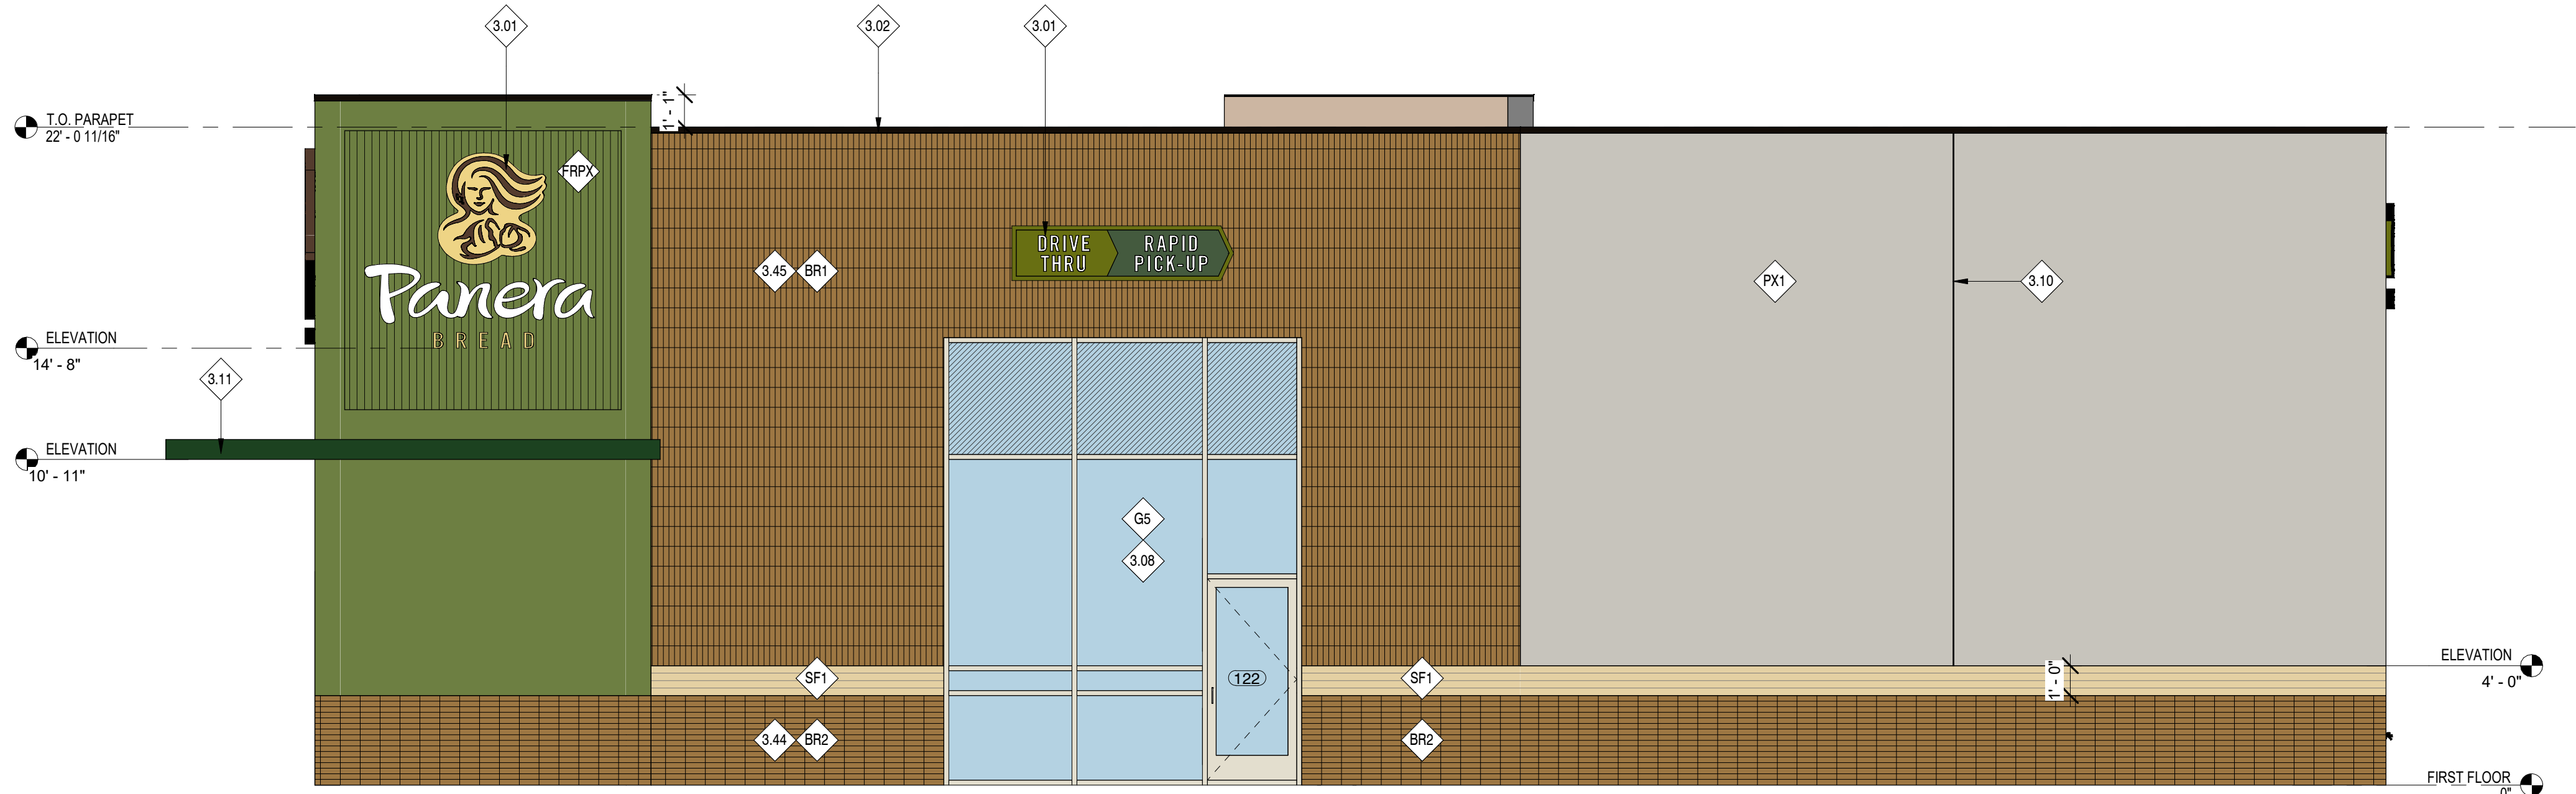 3.01
3.02
3.01
T.O. PARAPET
22' - 0 11/16"
1' - 1"
FRPX
DRIVE THRU
RAPID PICK-UP
3.45
BR1
PX1
3.10
Panera
BREAD
ELEVATION
14' - 8"
3.11
ELEVATION
10' - 11"
G5
3.08
SF1
122
SF1
1' - 0"
ELEVATION
4' - 0"
3.44
BR2
BR2
FIRST FLOOR
0"